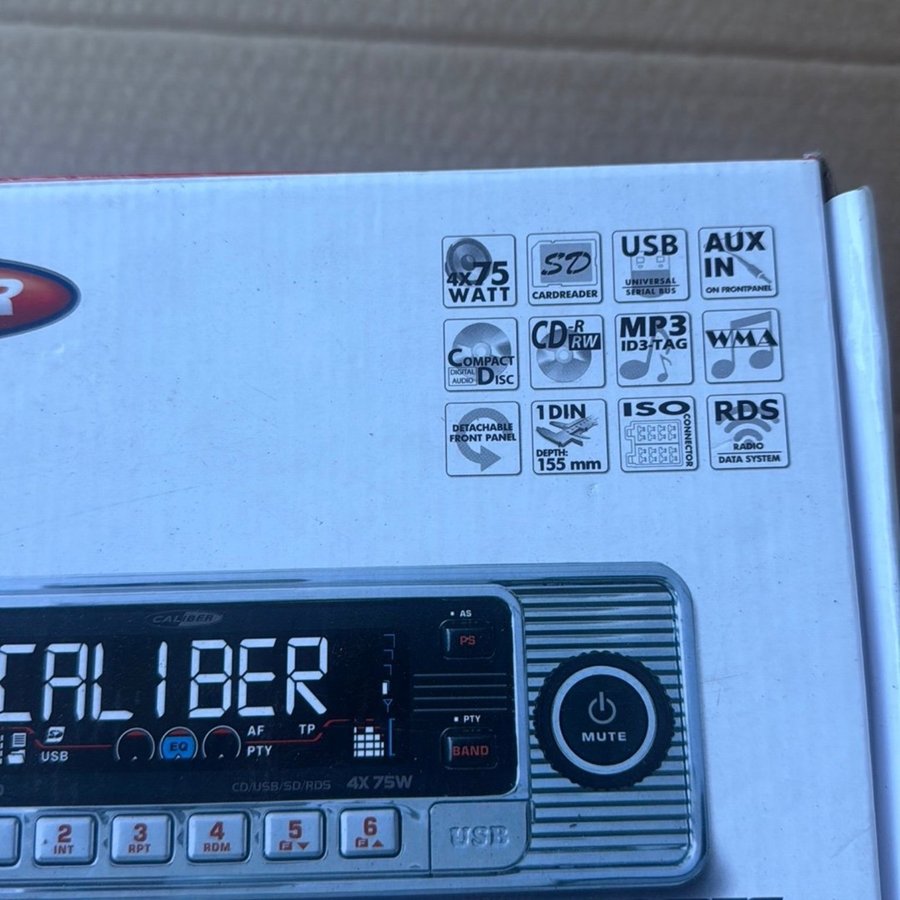 R
4x75
WATT
SD
CARDREADER
USB
UNIVERSAL
SERIAL BUS
AUX
IN
ON FRONTPANEL
COMPACT
DIGITAL
AUDIO
DISC
CD-R
RW
MP3
ID3-TAG
WMA
DETACHABLE
FRONT PANEL
1DIN
DEPTH:
155 mm
ISO
CONNECTOR
RDS
RADIO
DATA SYSTEM
CALIBER
AS
PS
CALIBER
SD
USB
EQ
AF
TP
PTY
PTY
BAND
MUTE
CD/USB/SD/RDS
4X 75W
2
INT
3
RPT
4
RDM
5
F ▼
6
F ▲
USB